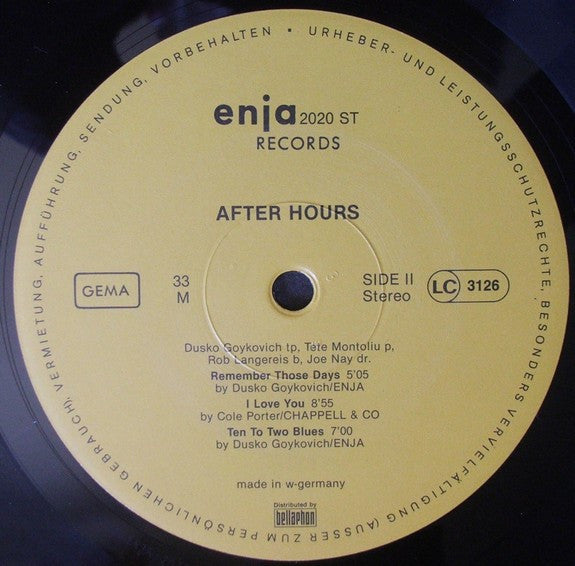 URHEBER- UND LEISTUNGSSCHUTZRECHTE, BESONDERS VERVIELFÄLTIGUNG (AUSSER ZUM PERSÖNLICHEN GEBRAUCH), VERMIETUNG, AUFFÜHRUNG, SENDUNG, VORBEHALTEN •
enja 2020 ST
RECORDS
AFTER HOURS
GEMA
33
M
SIDE II
Stereo
LC 3126
Dusko Goykovich tp, Tete Montoliu p,
Rob Langereis b, Joe Nay dr.
Remember Those Days 5'05
by Dusko Goykovich/ENJA
I Love You 8'55
by Cole Porter/CHAPPELL & CO
Ten To Two Blues 7'00
by Dusko Goykovich/ENJA
made in w-germany
Distributed by
bellaphon